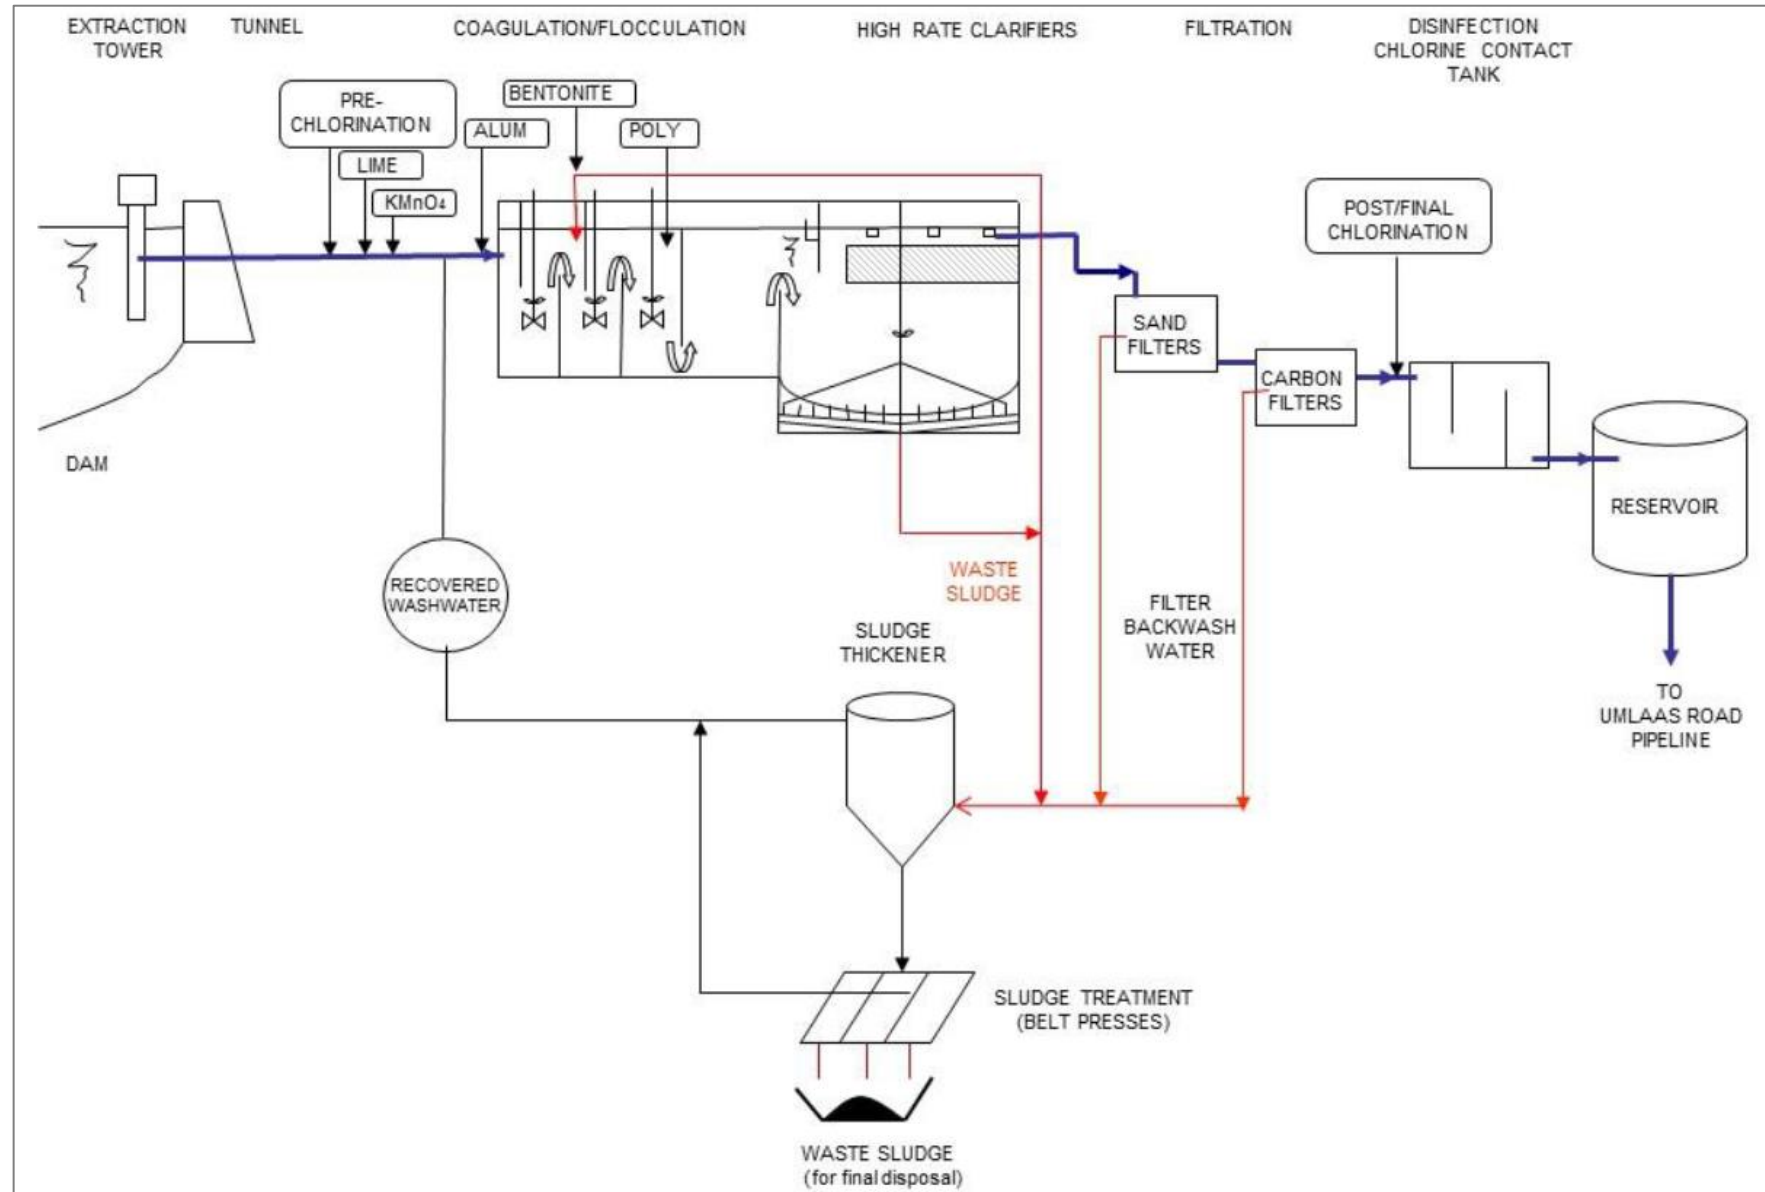 EXTRACTION
TOWER
TUNNEL
COAGULATION/FLOCCULATION
HIGH RATE CLARIFIERS
FILTRATION
DISINFECTION
CHLORINE CONTACT
TANK
PRE-
CHLORINATION
LIME
KMnO4
ALUM
BENTONITE
POLY
POST/FINAL
CHLORINATION
SAND
FILTERS
CARBON
FILTERS
DAM
RESERVOIR
RECOVERED
WASHWATER
WASTE
SLUDGE
SLUDGE
THICKENER
FILTER
BACKWASH
WATER
TO
UMLAAS ROAD
PIPELINE
SLUDGE TREATMENT
(BELT PRESSES)
WASTE SLUDGE
(for final disposal)